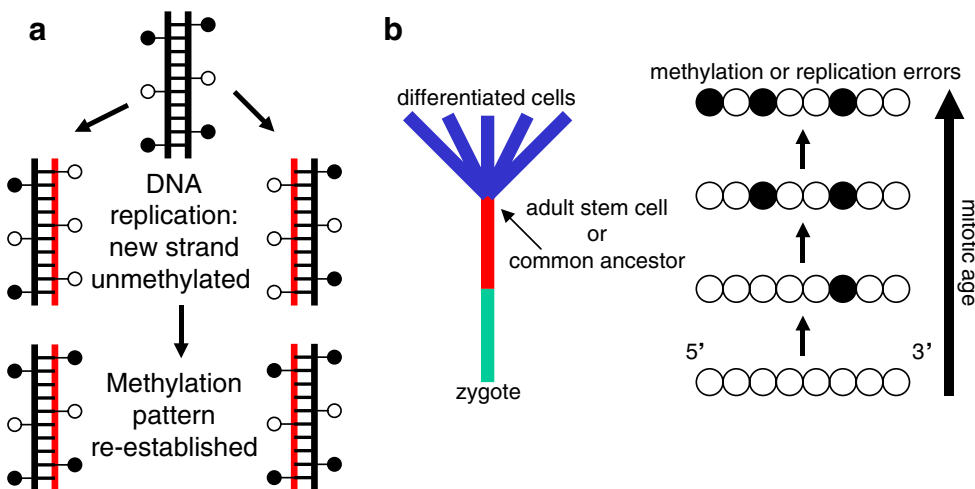 a
DNA
replication:
new strand
unmethylated
Methylation
pattern
re-established
b
differentiated cells
adult stem cell
or
common ancestor
zygote
methylation or replication errors
5’
3’
mitotic age